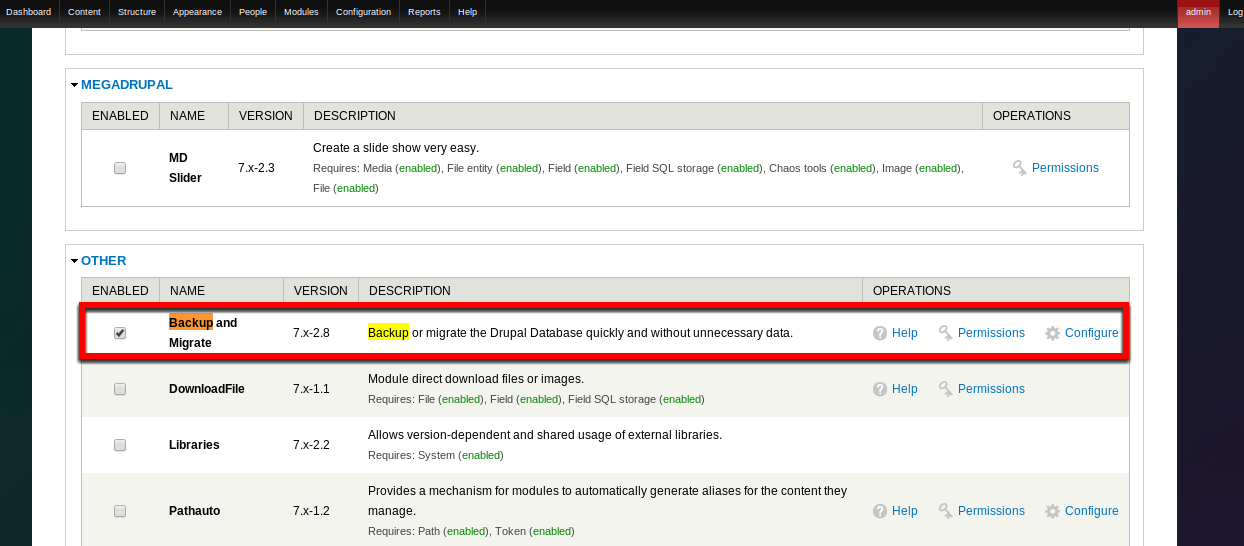 Dashboard Content Structure Appearance People Modules Configuration Reports Help admin Log
MEGADRUPAL
ENABLED NAME VERSION DESCRIPTION OPERATIONS
MD Slider 7.x-2.3 Create a slide show very easy.
Requires: Media (enabled), File entity (enabled), Field (enabled), Field SQL storage (enabled), Chaos tools (enabled), Image (enabled),
File (enabled)
Permissions
OTHER
ENABLED NAME VERSION DESCRIPTION OPERATIONS
Backup and
Migrate
7.x-2.8 Backup or migrate the Drupal Database quickly and without unnecessary data. Help Permissions Configure
DownloadFile 7.x-1.1 Module direct download files or images.
Requires: File (enabled), Field (enabled), Field SQL storage (enabled)
Help Permissions
Libraries 7.x-2.2 Allows version-dependent and shared usage of external libraries.
Requires: System (enabled)
Pathauto 7.x-1.2 Provides a mechanism for modules to automatically generate aliases for the content they
manage.
Requires: Path (enabled), Token (enabled)
Help Permissions Configure